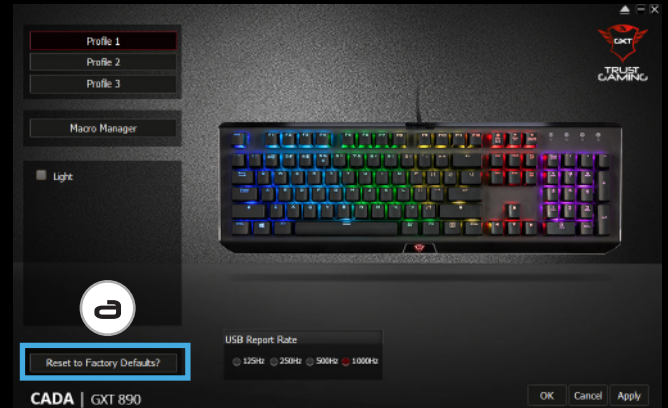 Profile 1
Profile 2
Profile 3
GXT
TRUST
GAMING
Macro Manager
Light
a
USB Report Rate
125Hz 250Hz 500Hz 1000Hz
Reset to Factory Defaults?
CADA | GXT 890
OK Cancel Apply